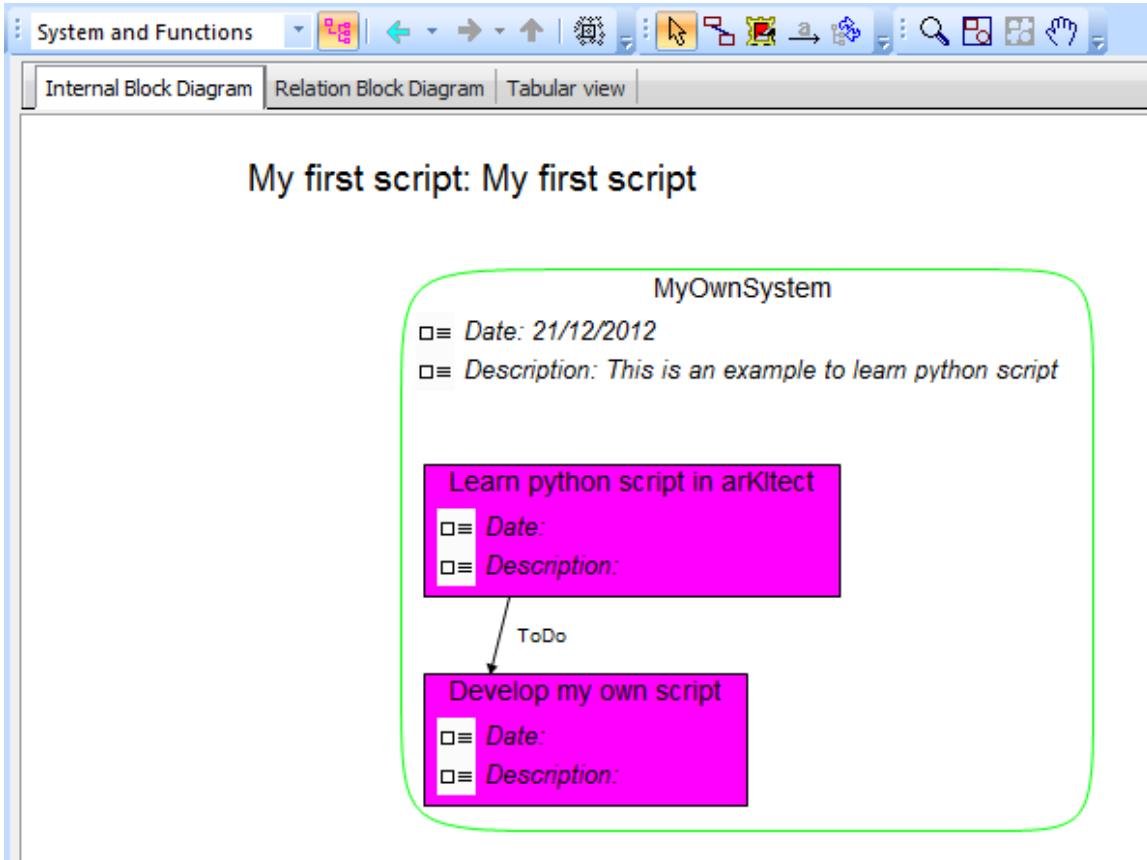 System and Functions
a
Internal Block Diagram Relation Block Diagram Tabular view
My first script: My first script
MyOwnSystem
Date: 21/12/2012
Description: This is an example to learn python script
Learn python script in arKItect
Date:
Description:
ToDo
Develop my own script
Date:
Description: